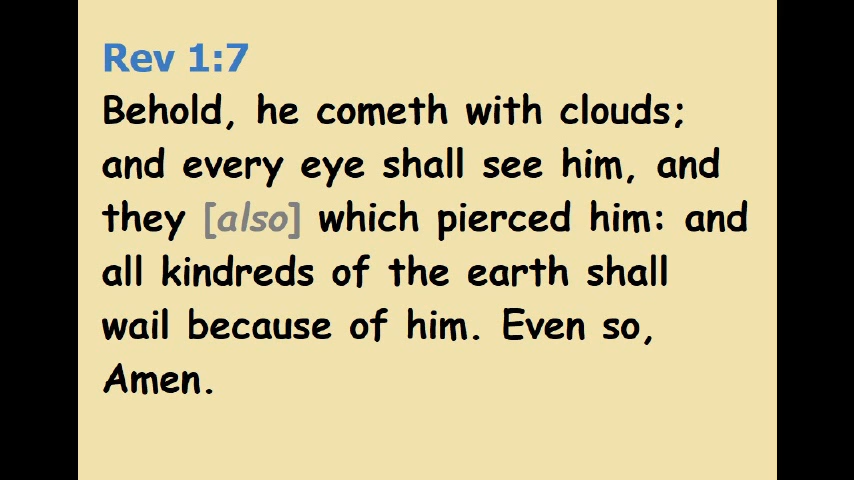 Rev 1:7
Behold, he cometh with clouds;
and every eye shall see him, and
they [also] which pierced him: and
all kindreds of the earth shall
wail because of him. Even so,
Amen.